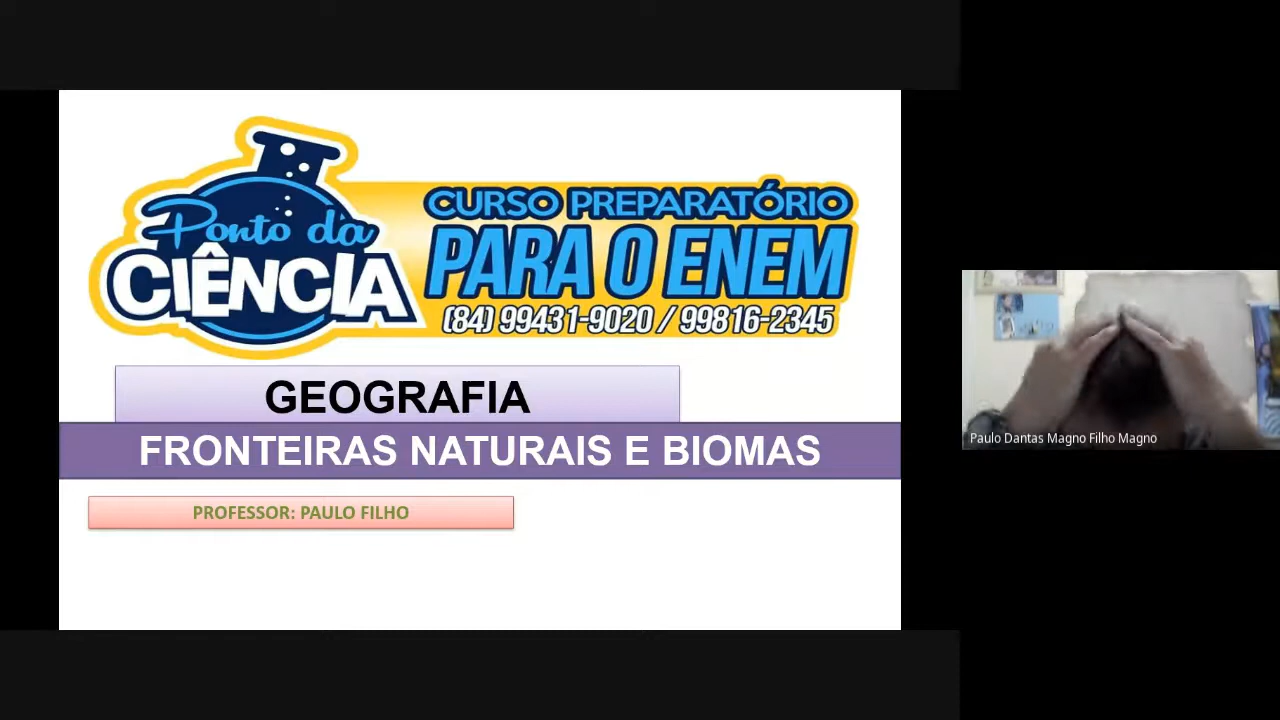 Ponto da
CIÊNCIA
CURSO PREPARATÓRIO
PARA O ENEM
(84) 99431-9020 / 99816-2345
GEOGRAFIA
FRONTEIRAS NATURAIS E BIOMAS
PROFESSOR: PAULO FILHO
Paulo Dantas Magno Filho Magno